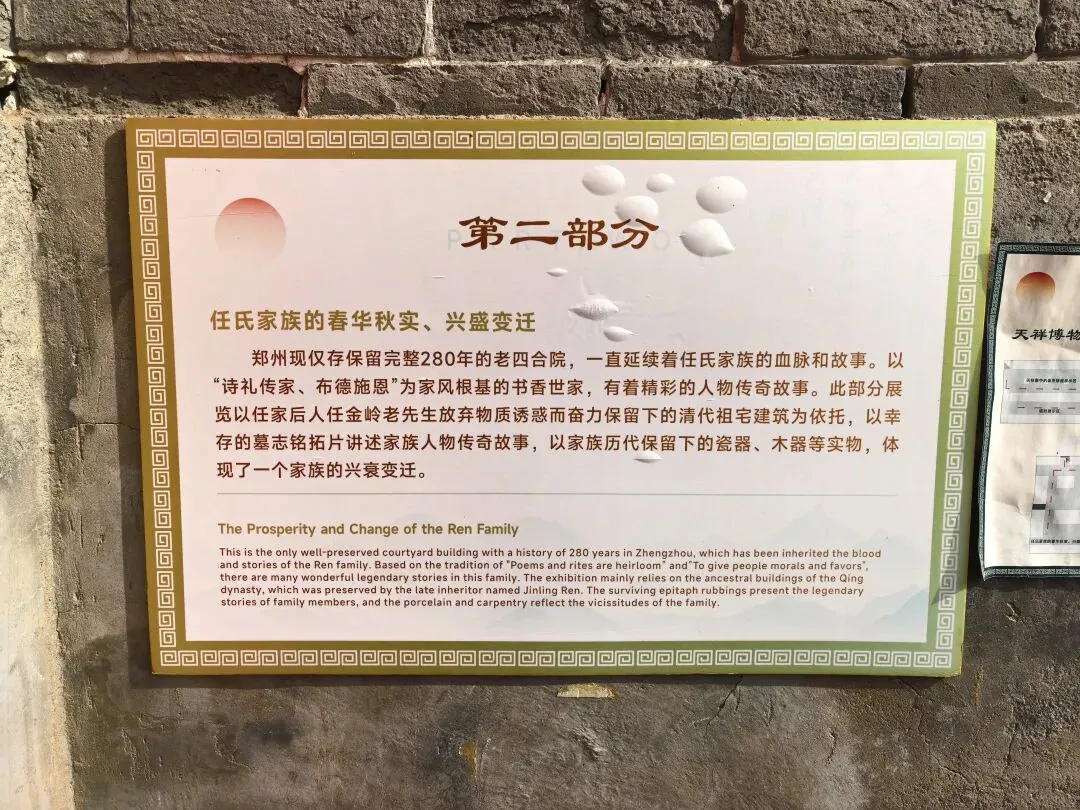 第二部分
任氏家族的春华秋实、兴盛变迁
郑州现仅存保留完整280年的老四合院，一直延续着任氏家族的血脉和故事。以
“诗礼传家、布德施恩”为家风根基的书香世家，有着精彩的人物传奇故事。此部分展
览以任家后人任金岭老先生放弃物质诱惑而奋力保留下的清代祖宅建筑为依托，以幸
存的墓志铭拓片讲述家族人物传奇故事，以家族历代保留下的瓷器、木器等实物，体
现了一个家族的兴衰变迁。
The Prosperity and Change of the Ren Family
This is the only well-preserved courtyard building with a history of 280 years in Zhengzhou, which has been inherited the blood
and stories of the Ren family. Based on the tradition of "Poems and rites are heirloom" and"To give people morals and favors",
there are many wonderful legendary stories in this family. The exhibition mainly relies on the ancestral buildings of the Qing
dynasty, which was preserved by the late inheritor named Jinling Ren. The surviving epitaph rubbings present the legendary
stories of family members, and the porcelain and carpentry reflect the vicissitudes of the family.
天祥博物